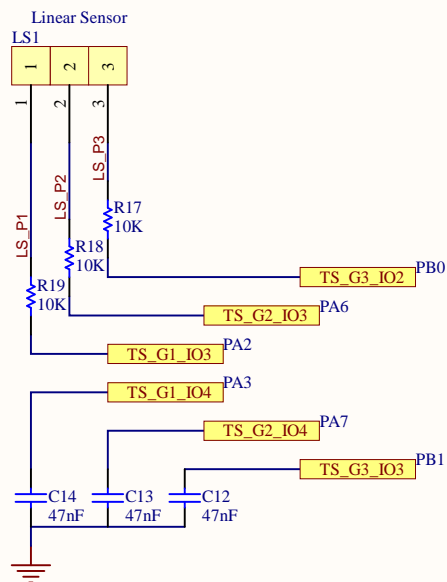 Linear Sensor
LS1
1 2 3
1 2 3
LS_P1
LS_P2
LS_P3
R17
10K
R18
10K
R19
10K
TS_G3_IO2 PB0
TS_G2_IO3 PA6
TS_G1_IO3 PA2
TS_G1_IO4 PA3
TS_G2_IO4 PA7
TS_G3_IO3 PB1
C14 C13 C12
47nF 47nF 47nF